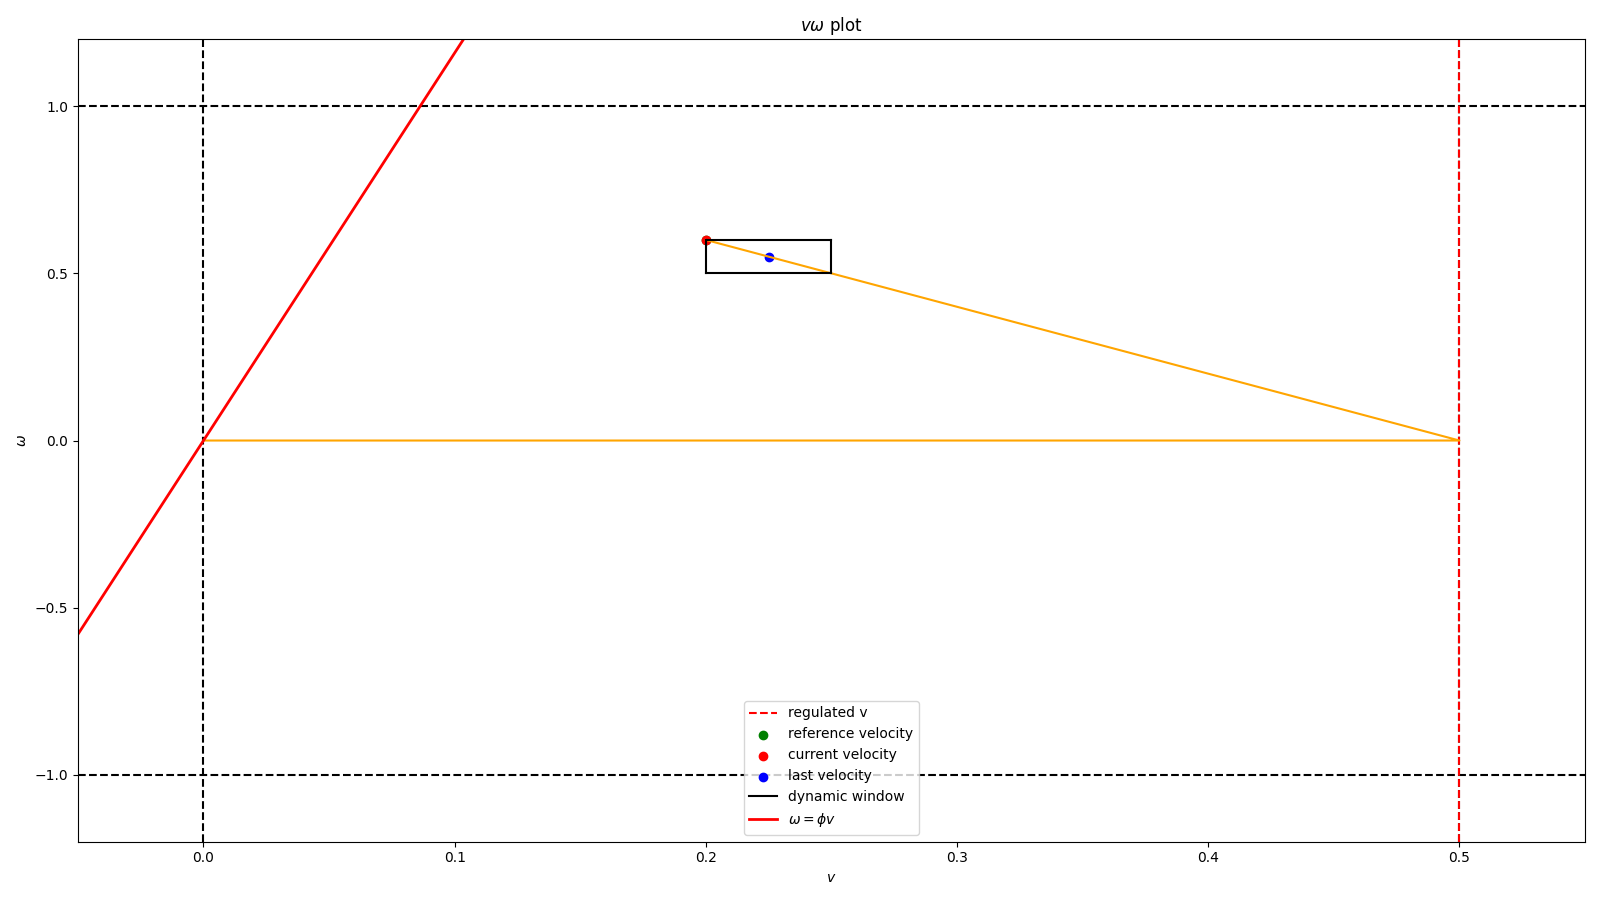 vω plot
1.0
0.5
0.0
−0.5
−1.0
ω
0.0 0.1 0.2 0.3 0.4 0.5
v
regulated v
reference velocity
current velocity
last velocity
dynamic window
ω = ϕv